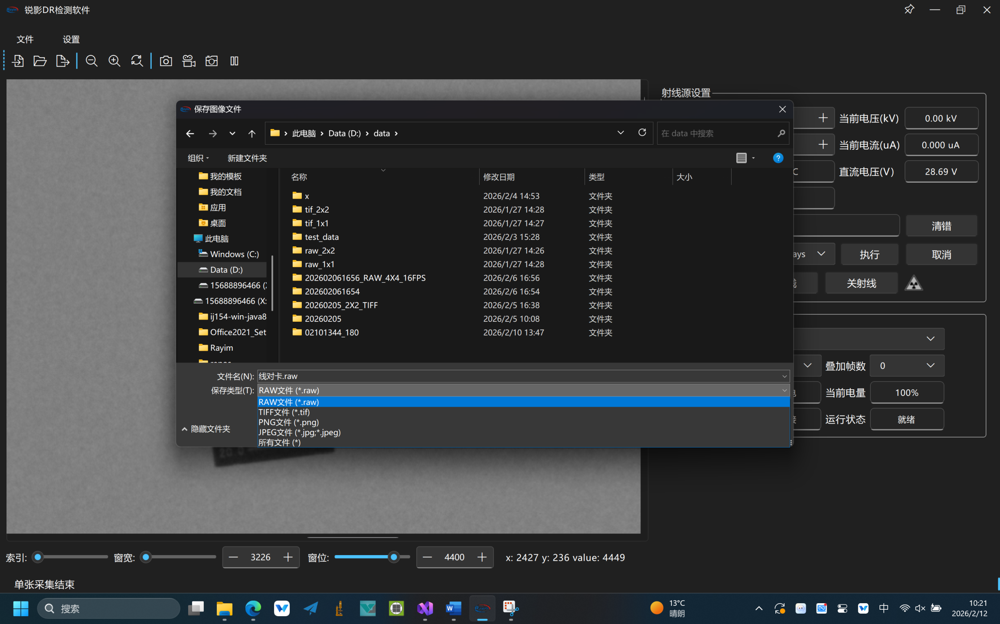 锐影DR检测软件
文件 设置
射线源设置
当前电压(kV) 0.00 kV
当前电流(uA) 0.000 uA
C 直流电压(V) 28.69 V
清错
ays 执行 取消
关射线
叠加帧数 0
当前电量 100%
运行状态 就绪
保存图像文件
此电脑 Data (D:) data
在 data 中搜索
组织 新建文件夹
我的模板
我的文档
应用
桌面
此电脑
Windows (C:)
Data (D:)
15688896466 (
15688896466 (X:
ij154-win-java8
Office2021_Set
Rayim
名称 修改日期 类型 大小
x 2026/2/4 14:53 文件夹
tif_2x2 2026/1/27 14:28 文件夹
tif_1x1 2026/1/27 14:27 文件夹
test_data 2026/2/3 15:28 文件夹
raw_2x2 2026/1/27 14:26 文件夹
raw_1x1 2026/1/27 14:28 文件夹
202602061656_RAW_4X4_16FPS 2026/2/6 16:56 文件夹
202602061654 2026/2/6 16:54 文件夹
20260205_2X2_TIFF 2026/2/5 16:38 文件夹
20260205 2026/2/5 10:08 文件夹
02101344_180 2026/2/10 13:47 文件夹
文件名(N): 线对卡.raw
保存类型(T): RAW文件 (*.raw)
RAW文件 (*.raw)
TIFF文件 (*.tif)
PNG文件 (*.png)
JPEG文件 (*.jpg;*.jpeg)
所有文件 (*)
隐藏文件夹
20.0
索引: 窗宽: 3226 窗位: 4400 x: 2427 y: 236 value: 4449
单张采集结束
搜索
13°C
晴朗
中
10:21
2026/2/12